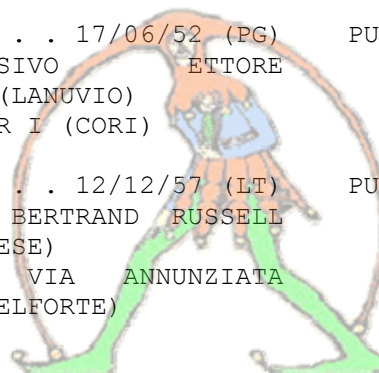 . . . 17/06/52 (PG) PU
SIVO ETTORE
(LANUVIO)
R I (CORI)
. . 12/12/57 (LT) PU
BERTRAND RUSSELL
ESE)
VIA ANNUNZIATA
ELFORTE)